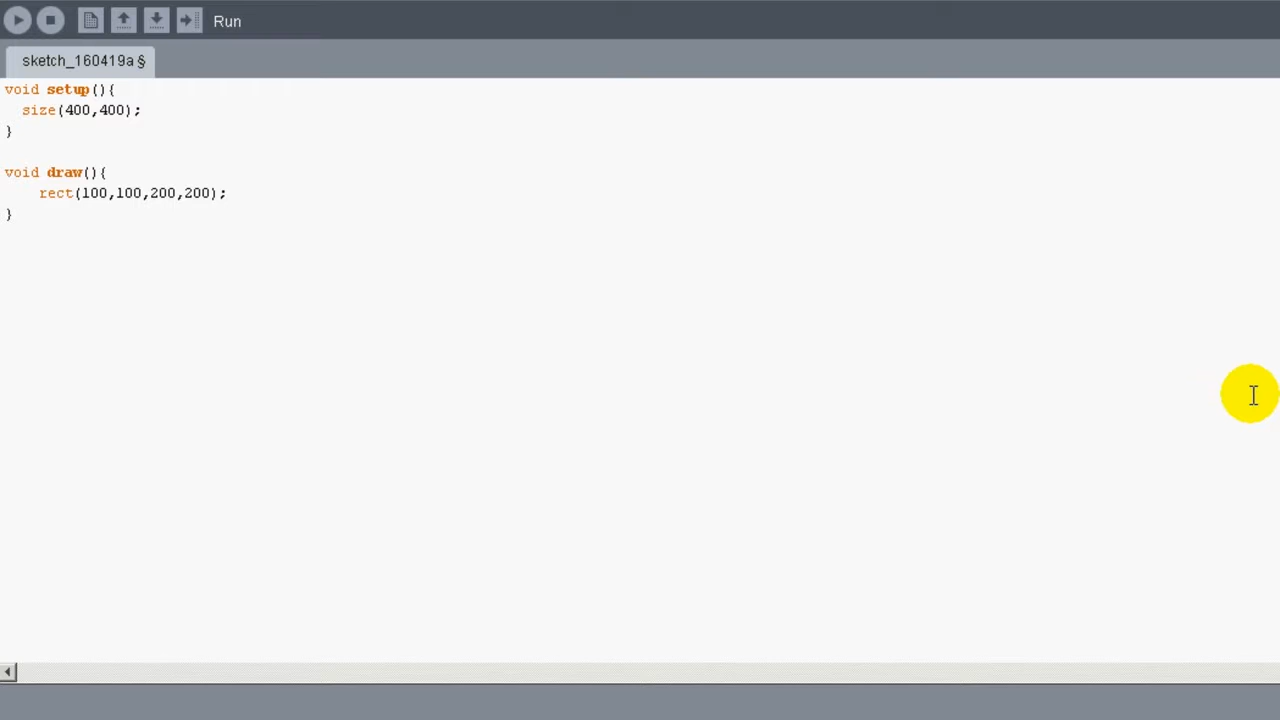 Run
sketch_160419a §
void setup(){
  size(400,400);
}

void draw(){
    rect(100,100,200,200);
}